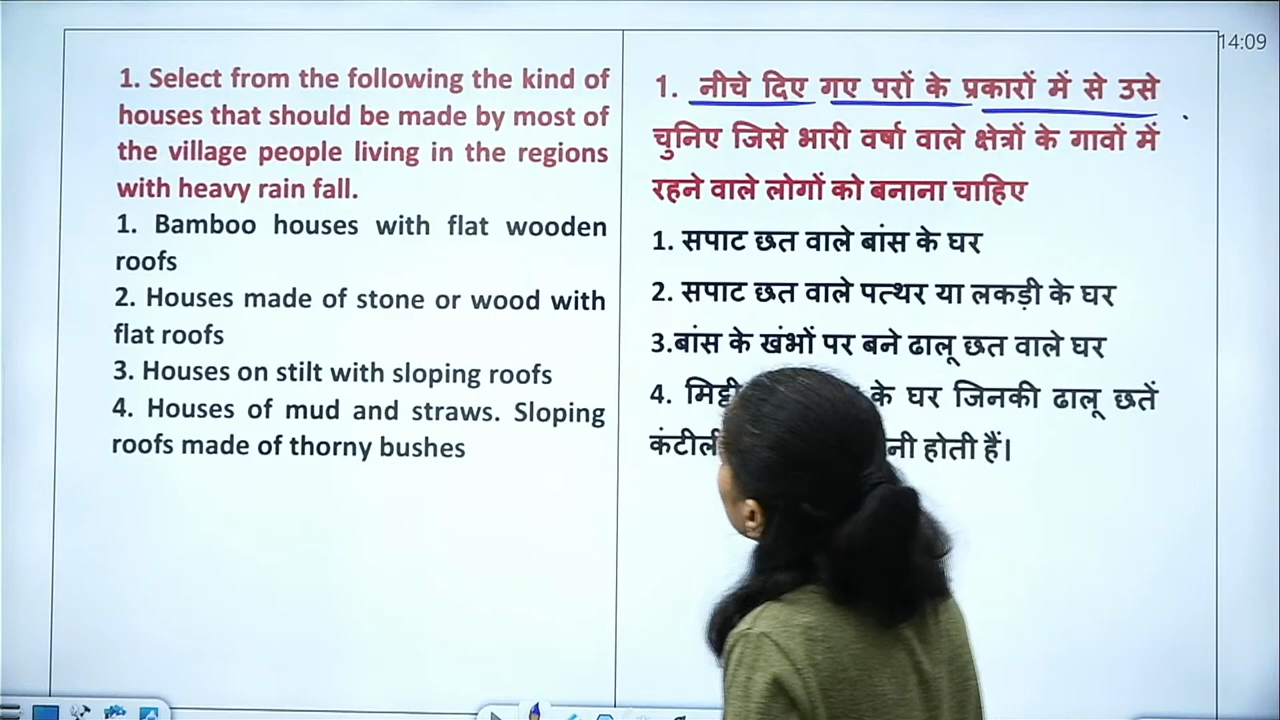 14:09
1. Select from the following the kind of
houses that should be made by most of
the village people living in the regions
with heavy rain fall.
1. Bamboo houses with flat wooden
roofs
2. Houses made of stone or wood with
flat roofs
3. Houses on stilt with sloping roofs
4. Houses of mud and straws. Sloping
roofs made of thorny bushes
1. नीचे दिए गए परों के प्रकारों में से उसे
चुनिए जिसे भारी वर्षा वाले क्षेत्रों के गावों में
रहने वाले लोगों को बनाना चाहिए
1. सपाट छत वाले बांस के घर
2. सपाट छत वाले पत्थर या लकड़ी के घर
3.बांस के खंभों पर बने ढालू छत वाले घर
4. के घर जिनकी ढालू छतें
होती हैं।